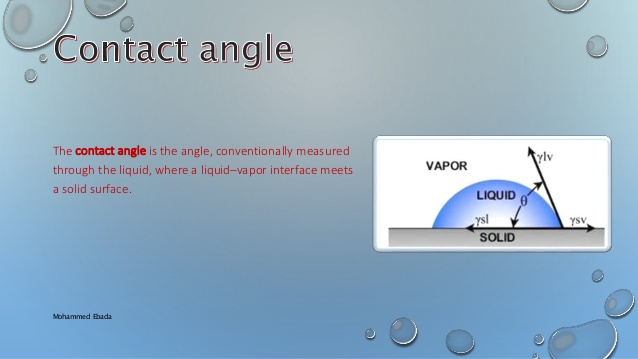 Contact angle
The contact angle is the angle, conventionally measured
through the liquid, where a liquid–vapor interface meets
a solid surface.
VAPOR
γlv
LIQUID
θ
γsl
γsv
SOLID
Mohammed Ebada